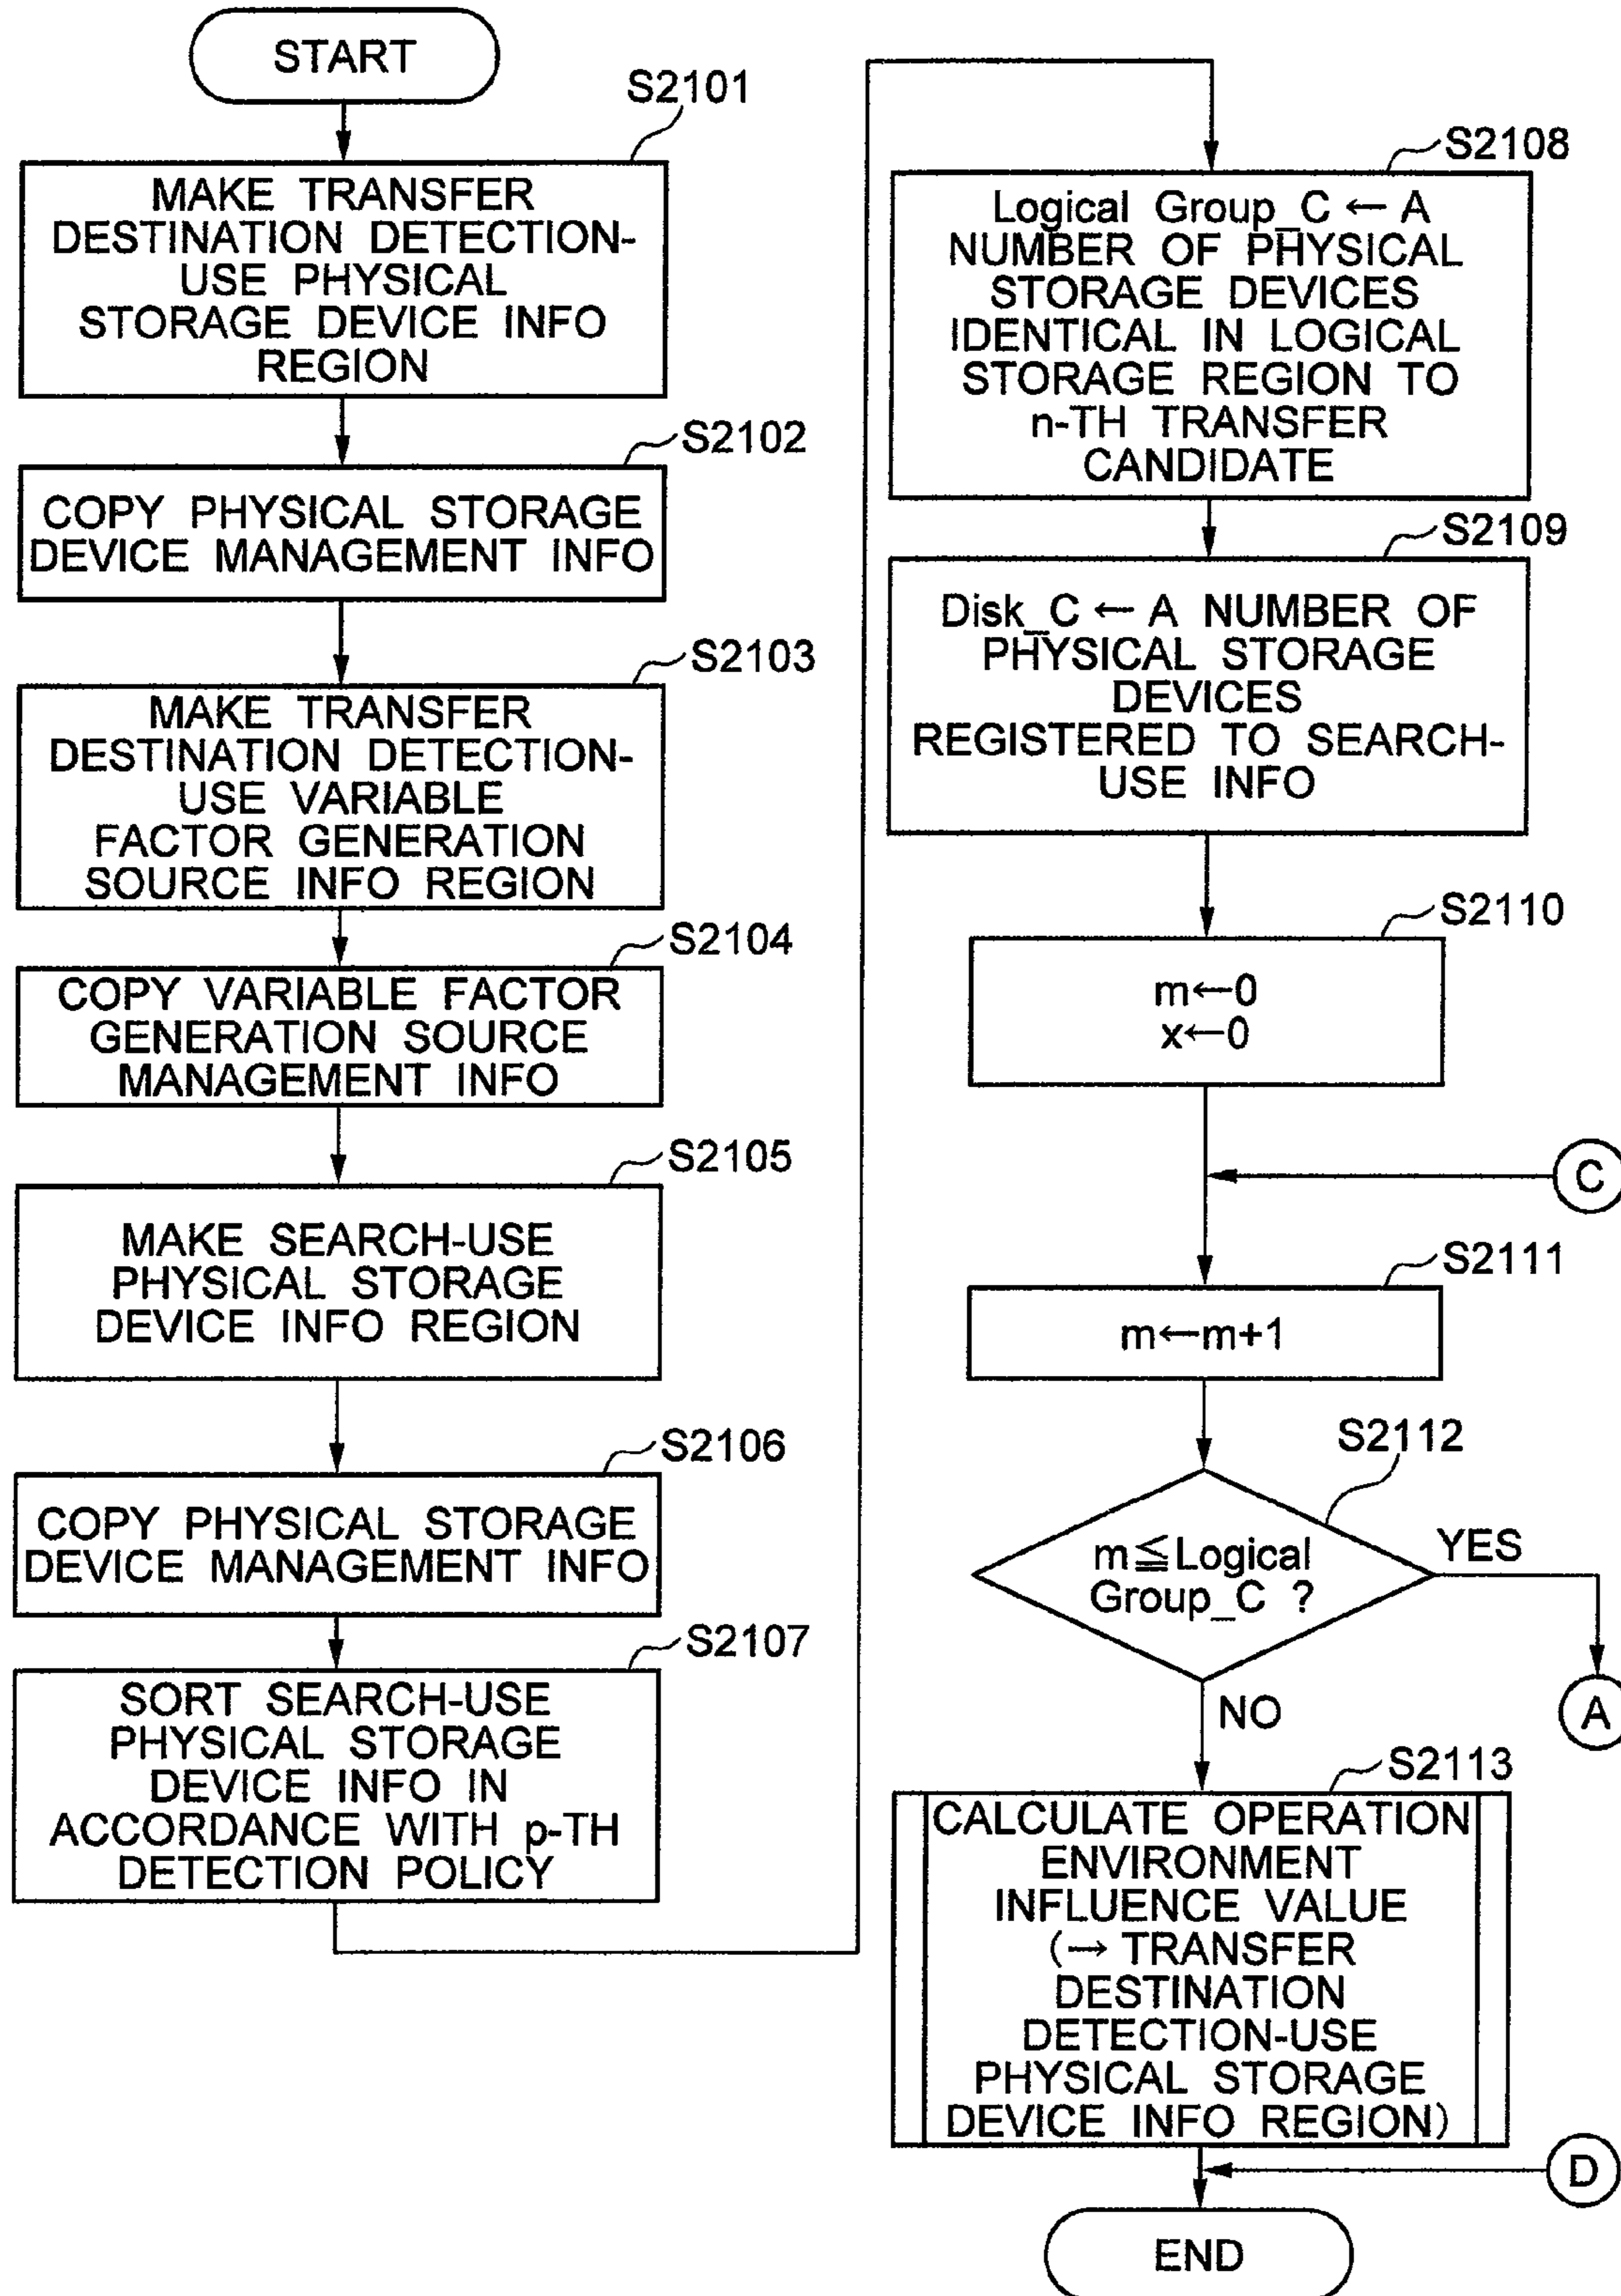 START
S2101
MAKE TRANSFER
DESTINATION DETECTION-
USE PHYSICAL
STORAGE DEVICE INFO
REGION
S2102
COPY PHYSICAL STORAGE
DEVICE MANAGEMENT INFO
S2103
MAKE TRANSFER
DESTINATION DETECTION-
USE VARIABLE
FACTOR GENERATION
SOURCE INFO REGION
S2104
COPY VARIABLE FACTOR
GENERATION SOURCE
MANAGEMENT INFO
S2105
MAKE SEARCH-USE
PHYSICAL STORAGE
DEVICE INFO REGION
S2106
COPY PHYSICAL STORAGE
DEVICE MANAGEMENT INFO
S2107
SORT SEARCH-USE
PHYSICAL STORAGE
DEVICE INFO IN
ACCORDANCE WITH p-TH
DETECTION POLICY
S2108
Logical Group_C ← A
NUMBER OF PHYSICAL
STORAGE DEVICES
IDENTICAL IN LOGICAL
STORAGE REGION TO
n-TH TRANSFER
CANDIDATE
S2109
Disk_C ← A NUMBER OF
PHYSICAL STORAGE
DEVICES
REGISTERED TO SEARCH-
USE INFO
S2110
m←0
x←0
C
S2111
m←m+1
S2112
m≦Logical
Group_C ?
YES
A
NO
S2113
CALCULATE OPERATION
ENVIRONMENT
INFLUENCE VALUE
(→ TRANSFER
DESTINATION
DETECTION-USE
PHYSICAL STORAGE
DEVICE INFO REGION)
D
END